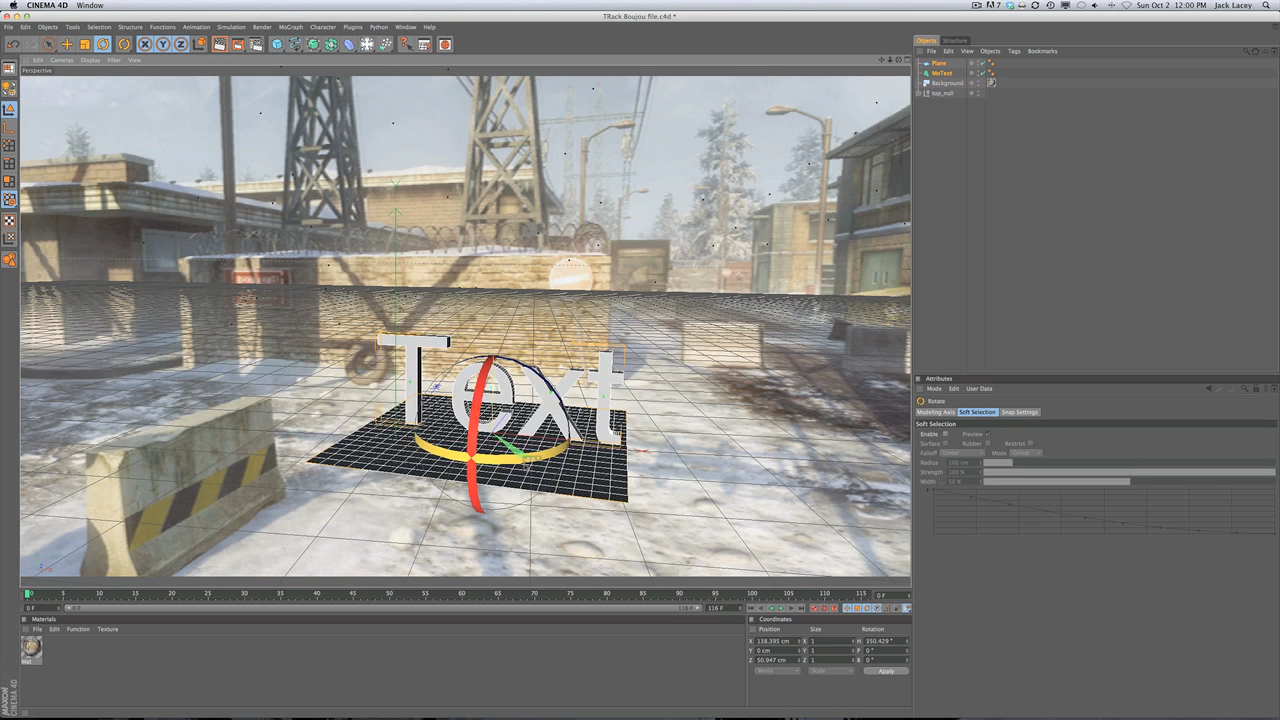 CINEMA 4D Window
7 Sun Oct 2 12:00 PM Jack Lacey
TRack Boujou file.c4d *
File Edit Objects Tools Selection Structure Functions Animation Simulation Render MoGraph Character Plugins Python Window Help
X Y Z
Edit Cameras Display Filter View
Perspective
Text
0 5 10 15 20 25 30 35 40 45 50 55 60 65 70 75 80 85 90 95 100 105 110 115 0 F
0 F 0 F 116 F 116 F
Materials
File Edit Function Texture
Mat
MAXON
CINEMA 4D
Coordinates
Position Size Rotation
X 138.395 cm X 1 H 350.429 °
Y 0 cm Y 1 P 0 °
Z 50.947 cm Z 1 B 0 °
World Scale Apply
Objects Structure
File Edit View Objects Tags Bookmarks
Plane
MoText
Background
top_null
Attributes
Mode Edit User Data
Rotate
Modeling Axis Soft Selection Snap Settings
Soft Selection
Enable Preview
Surface Rubber Restrict
Falloff Linear Mode Group
Radius 100 cm
Strength 100 %
Width 50 %